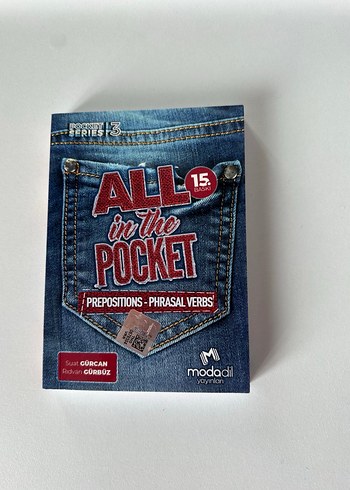 POCKET
SERIES 3
ALL
15.
BASKI
in the
POCKET
PREPOSITIONS - PHRASAL VERBS
Suat GÜRCAN
Rıdvan GÜRBÜZ
modadil
yayınları